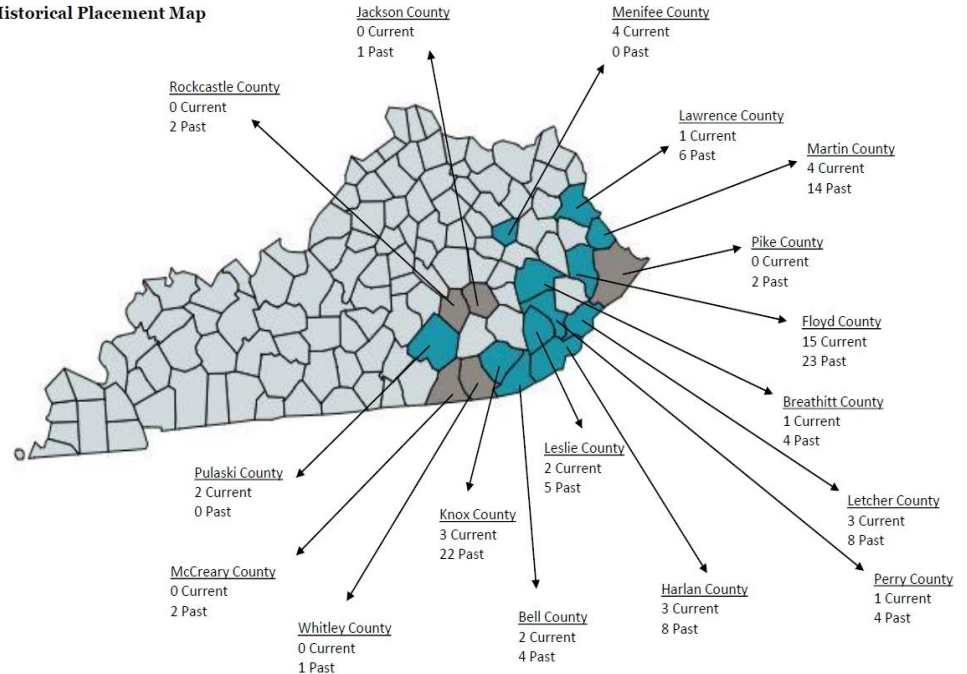 Historical Placement Map
Jackson County
0 Current
1 Past
Menifee County
4 Current
0 Past
Rockcastle County
0 Current
2 Past
Lawrence County
1 Current
6 Past
Martin County
4 Current
14 Past
Pike County
0 Current
2 Past
Floyd County
15 Current
23 Past
Breathitt County
1 Current
4 Past
Leslie County
2 Current
5 Past
Pulaski County
2 Current
0 Past
Knox County
3 Current
22 Past
Letcher County
3 Current
8 Past
McCreary County
0 Current
2 Past
Perry County
1 Current
4 Past
Harlan County
3 Current
8 Past
Bell County
2 Current
4 Past
Whitley County
0 Current
1 Past